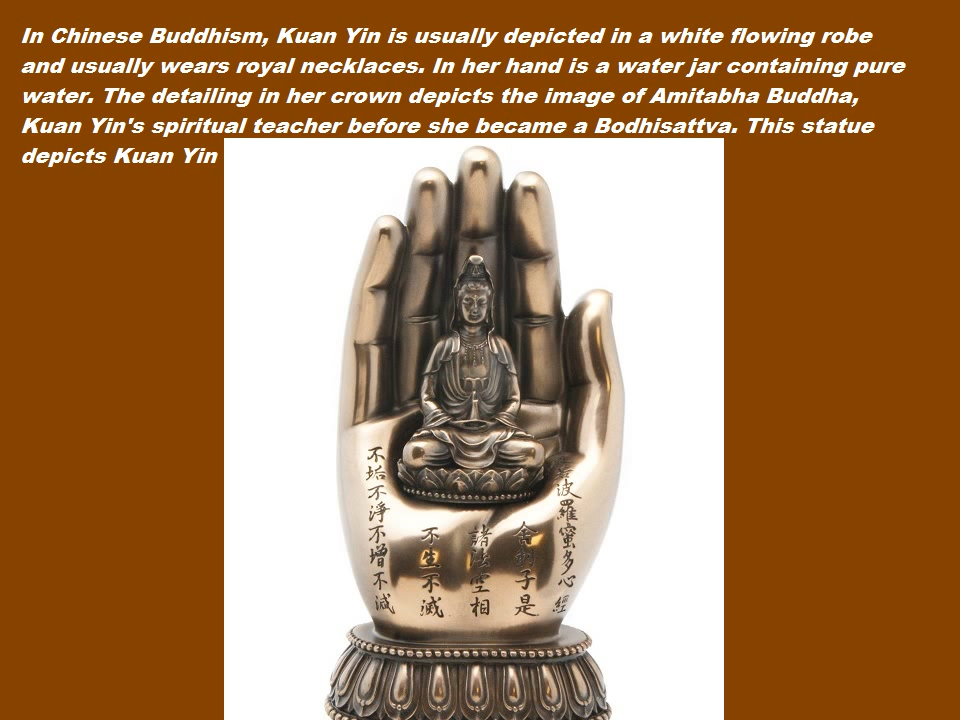 In Chinese Buddhism, Kuan Yin is usually depicted in a white flowing robe
and usually wears royal necklaces. In her hand is a water jar containing pure
water. The detailing in her crown depicts the image of Amitabha Buddha,
Kuan Yin's spiritual teacher before she became a Bodhisattva. This statue
depicts Kuan Yin
般波羅蜜多心經
舍利子是
諸法空相
不生不滅
不垢不淨不增不減